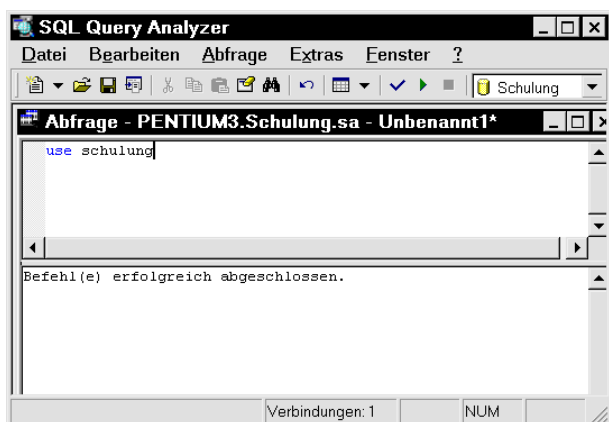 SQL Query Analyzer
Datei Bearbeiten Abfrage Extras Fenster ?
Schulung
Abfrage - PENTIUM3.Schulung.sa - Unbenannt1*
use schulung
Befehl(e) erfolgreich abgeschlossen.
Verbindungen: 1 NUM